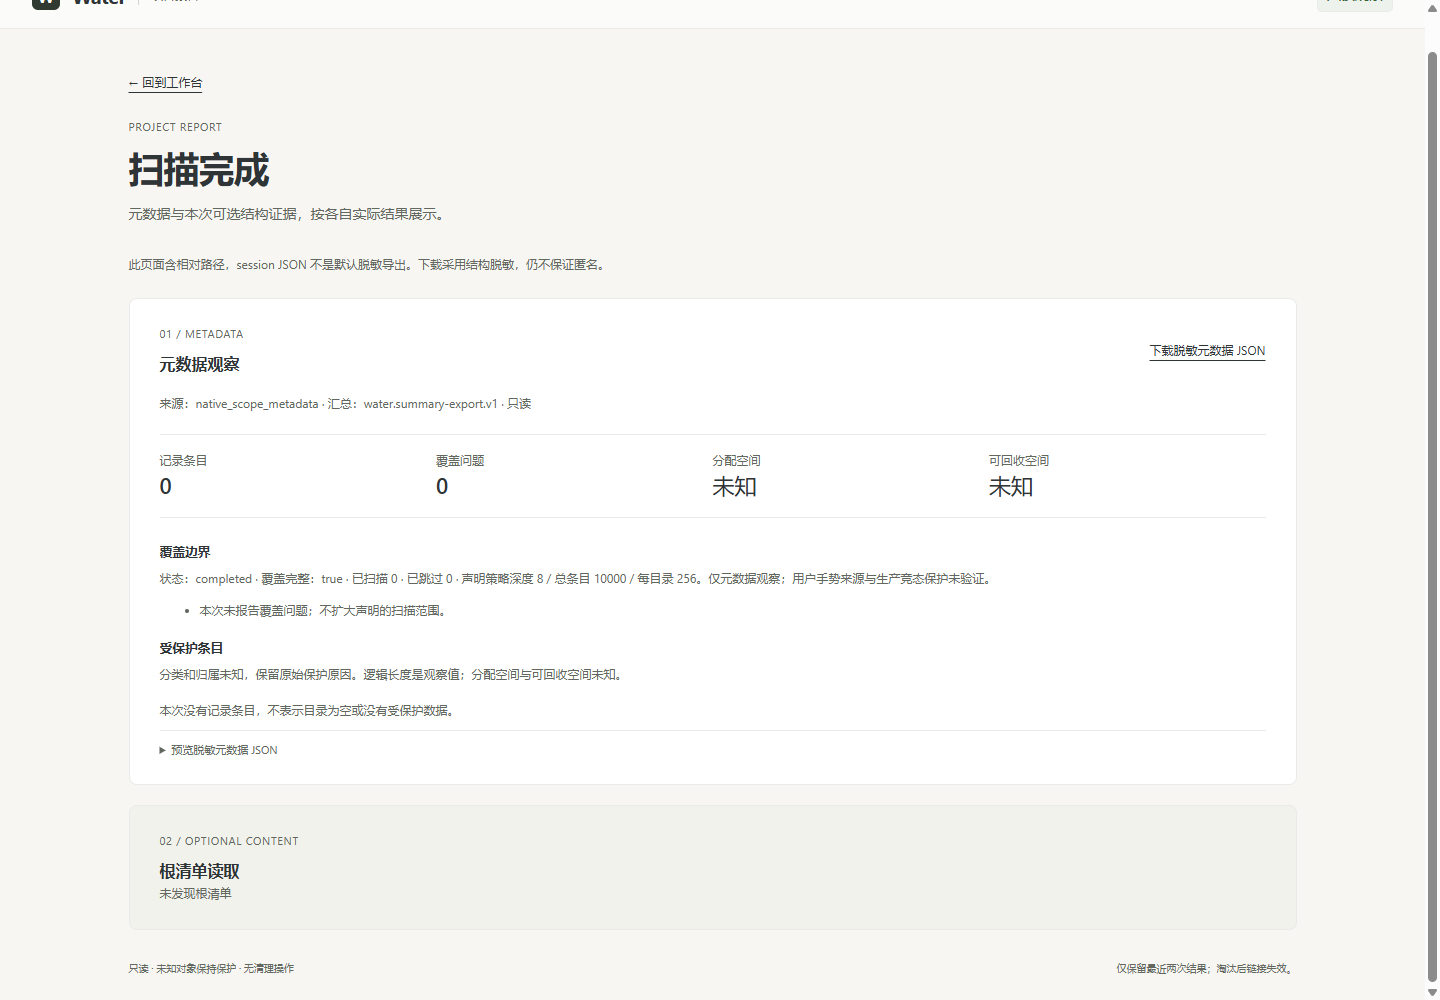 Water
← 回到工作台
PROJECT REPORT
扫描完成
元数据与本次可选结构证据，按各自实际结果展示。
此页面含相对路径，session JSON 不是默认脱敏导出。下载采用结构脱敏，仍不保证匿名。
01 / METADATA
元数据观察
下载脱敏元数据 JSON
来源：native_scope_metadata · 汇总：water.summary-export.v1 · 只读
记录条目
0
覆盖问题
0
分配空间
未知
可回收空间
未知
覆盖边界
状态：completed · 覆盖完整：true · 已扫描 0 · 已跳过 0 · 声明策略深度 8 / 总条目 10000 / 每目录 256。仅元数据观察；用户手势来源与生产竞态保护未验证。
• 本次未报告覆盖问题；不扩大声明的扫描范围。
受保护条目
分类和归属未知，保留原始保护原因。逻辑长度是观察值；分配空间与可回收空间未知。
本次没有记录条目，不表示目录为空或没有受保护数据。
▶ 预览脱敏元数据 JSON
02 / OPTIONAL CONTENT
根清单读取
未发现根清单
只读 · 未知对象保持保护 · 无清理操作
仅保留最近两次结果；淘汰后链接失效。